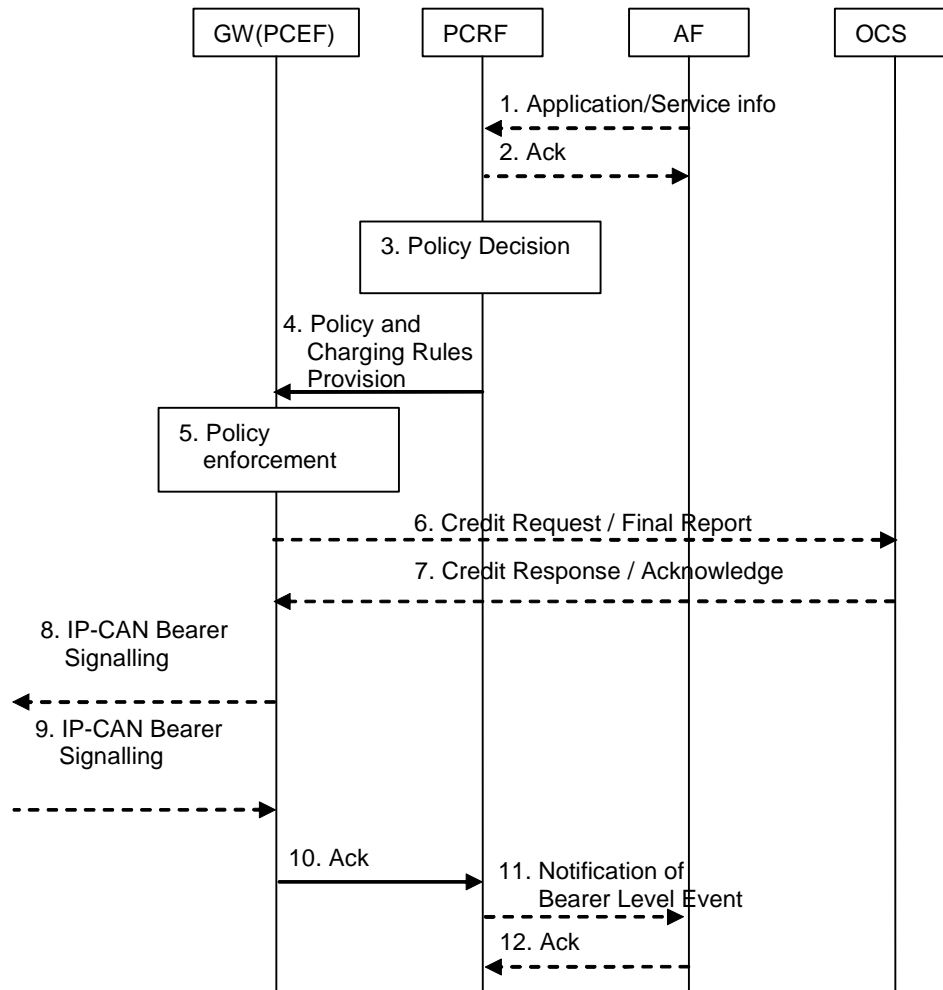 GW(PCEF)
PCRF
AF
OCS
1. Application/Service info
2. Ack
3. Policy Decision
4. Policy and
Charging Rules
Provision
5. Policy
enforcement
6. Credit Request / Final Report
7. Credit Response / Acknowledge
8. IP-CAN Bearer
Signalling
9. IP-CAN Bearer
Signalling
10. Ack
11. Notification of
Bearer Level Event
12. Ack